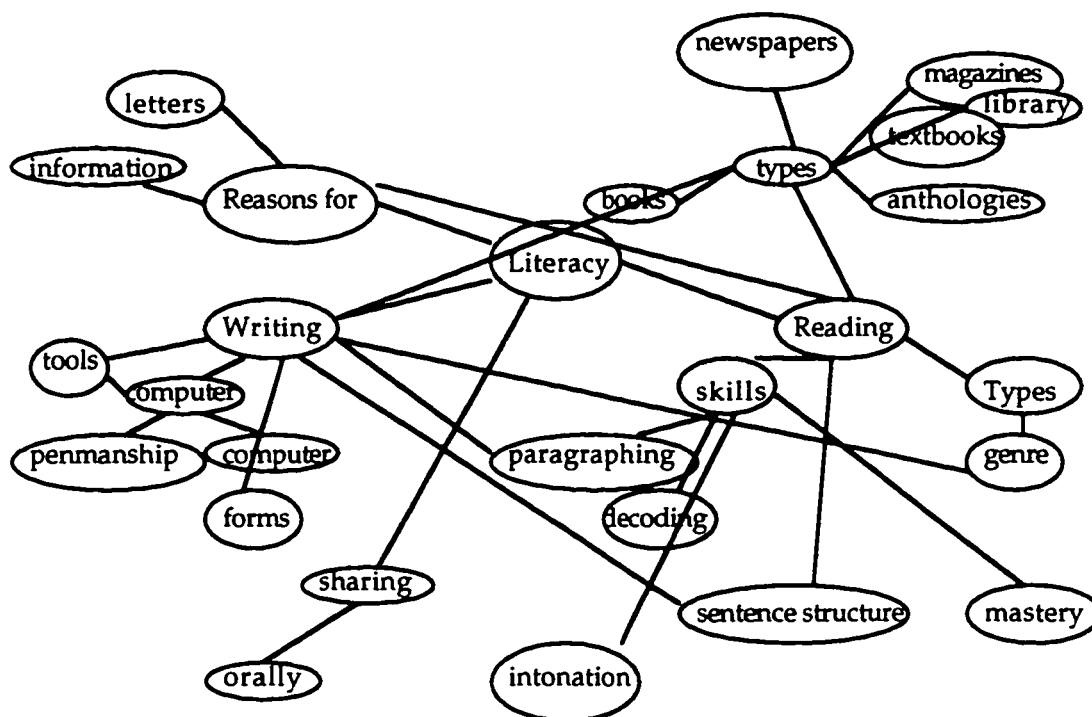 newspapers
magazines
letters
library
textbooks
information
types
Reasons for
books
anthologies
Literacy
Writing
Reading
tools
computer
skills
Types
penmanship
computer
paragraphing
genre
forms
decoding
sharing
sentence structure
mastery
orally
intonation